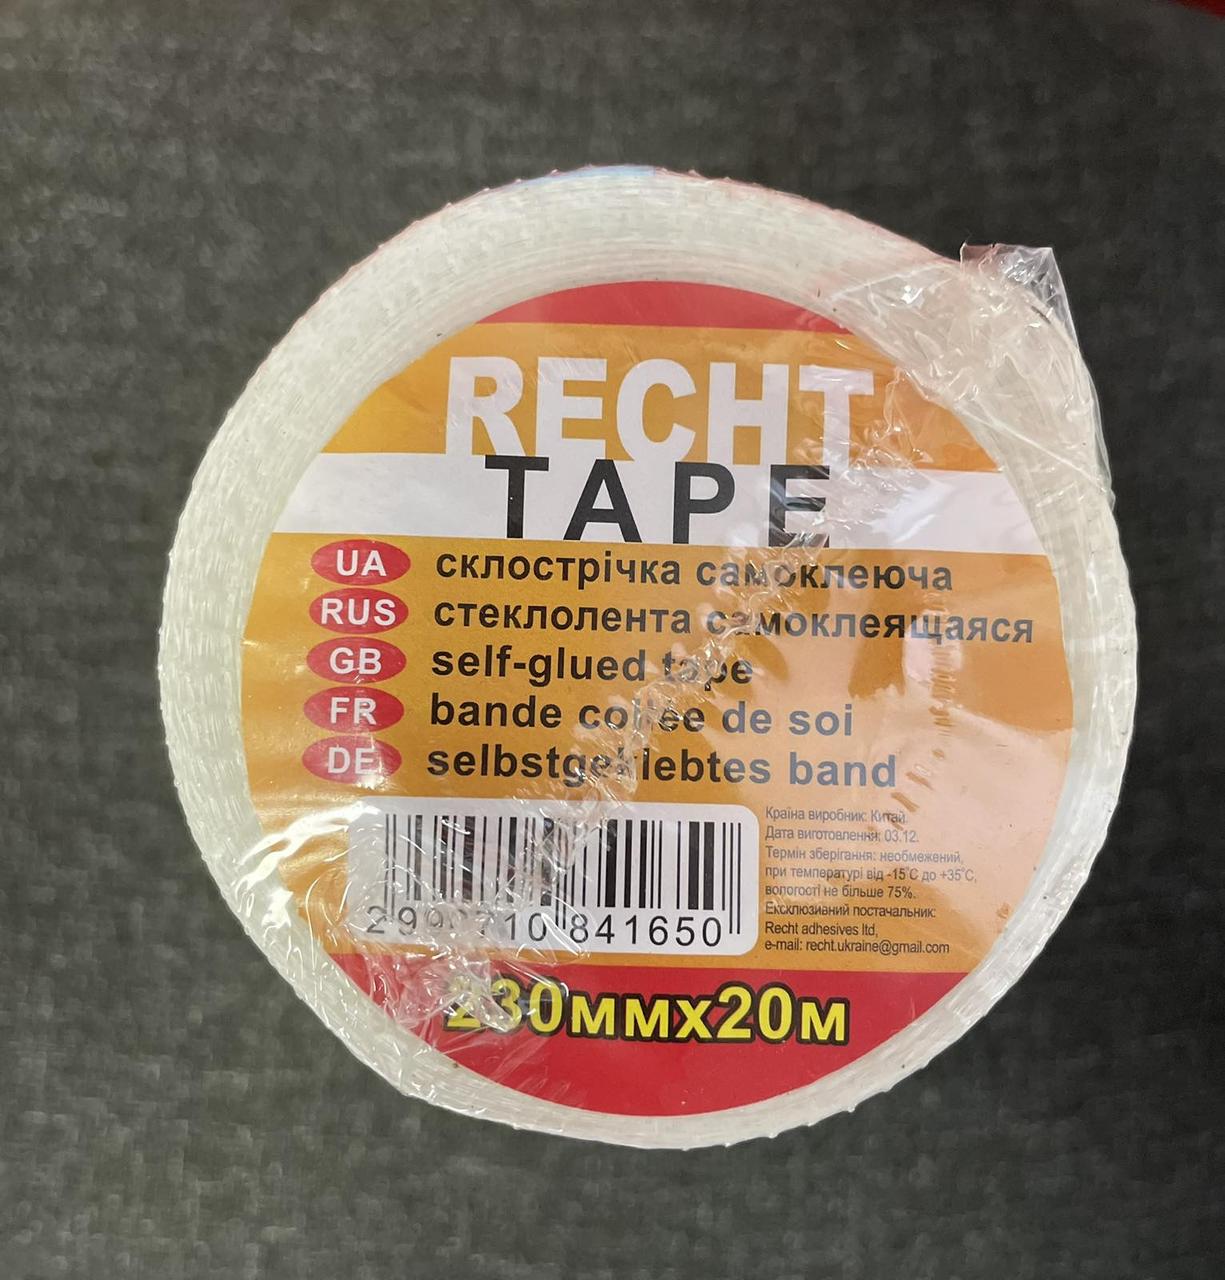 RECHT
TAPE
UA склострічка самоклеюча
RUS стеклолента самоклеящаяся
GB self-glued tape
FR bande collée de soi
DE selbstgeklebtes band
Країна виробник: Китай.
Дата виготовлення: 03.12.
Термін зберігання: необмежений,
при температурі від -15°С до +35°С,
вологості не більше 75%.
Ексклюзивний постачальник:
Recht adhesives ltd,
e-mail: recht.ukraine@gmail.com
841650
230ммх20м